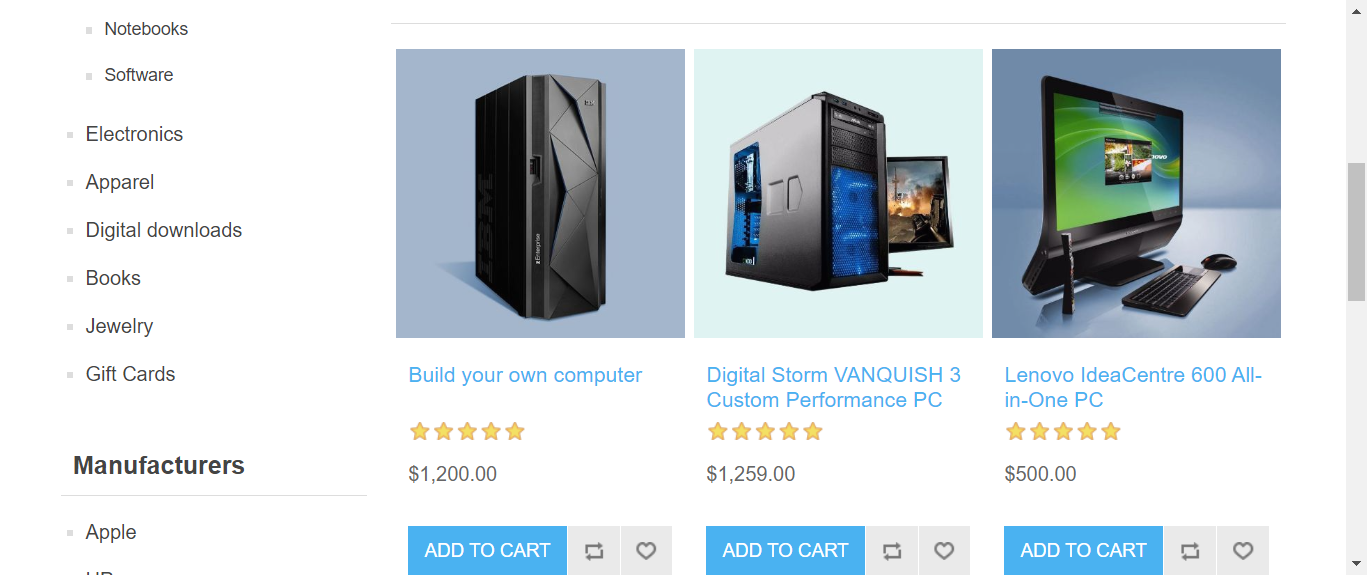 Notebooks
Software
Electronics
Apparel
Digital downloads
Books
Jewelry
Gift Cards
Manufacturers
Apple
IBM
zEnterprise
Build your own computer
$1,200.00
ADD TO CART
Digital Storm VANQUISH 3
Custom Performance PC
$1,259.00
ADD TO CART
Lenovo IdeaCentre 600 All-
in-One PC
$500.00
ADD TO CART